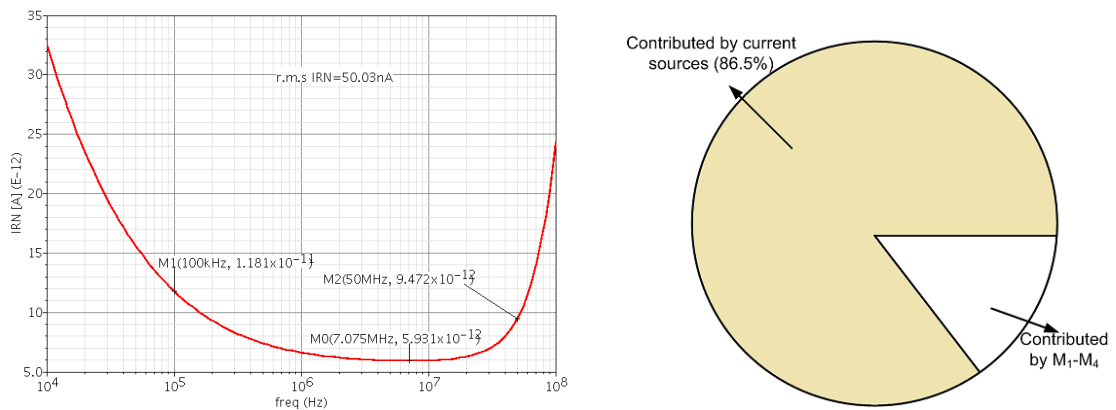 35
30
25
20
15
10
5.0
IRN [A] (E-12)
r.m.s IRN=50.03nA
M1(100kHz, 1.181x10⁻¹¹)
M2(50MHz, 9.472x10⁻¹²)
M0(7.075MHz, 5.931x10⁻¹²)
10⁴ 10⁵ 10⁶ 10⁷ 10⁸
freq (Hz)
Contributed by current
sources (86.5%)
Contributed
by M₁-M₄